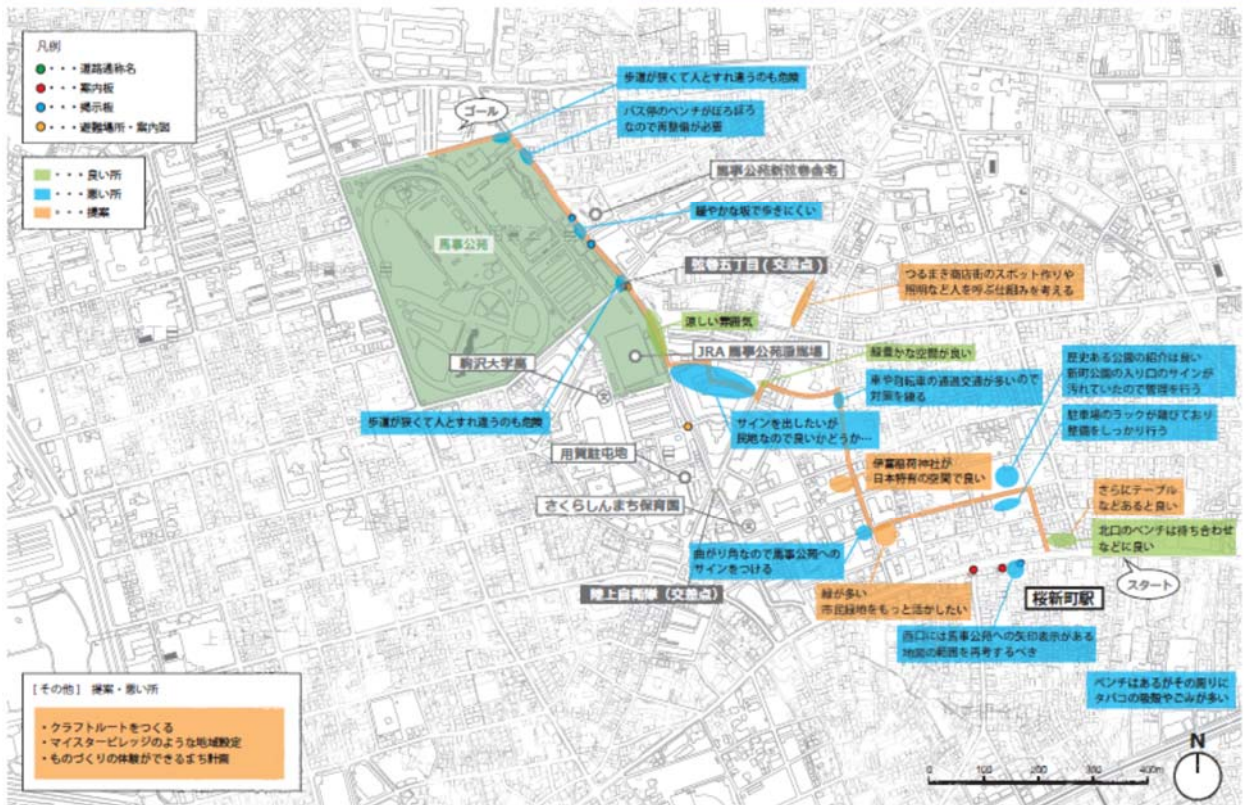 凡例
・・・道路通称名
・・・案内板
・・・掲示板
・・・避難場所・案内図
・・・良い所
・・・悪い所
・・・提案
歩道が狭くて人とすれ違うのも危険
ゴール
バス停のベンチがぼろぼろ
なので再整備が必要
馬事公苑新弦巻舎宅
緩やかな坂で歩きにくい
馬事公苑
弦巻五丁目(交差点)
つるまき商店街のスポット作りや
照明など人を呼ぶ仕組みを考える
涼しい雰囲気
JRA 馬事公苑
駒沢大学高
緑豊かな空間が良い
歴史ある公園の紹介は良い
新町公園の入り口のサインが
汚れていたので管理を行う
車や自転車の通過交通が多いので
対策を練る
歩道が狭くて人とすれ違うのも危険
サインを出したいが
民地なので良いかどうか…
駐車場のラックが錆びており
整備をしっかり行う
用賀駐屯地
伊富稲荷神社が
日本特有の空間で良い
さらにテーブル
などあると良い
さくらしんまち保育園
北口のベンチは待ち合わせ
などに良い
曲がり角なので馬事公苑への
サインをつける
スタート
陸上自衛隊(交差点)
緑が多い
市民緑地をもっと活かしたい
桜新町駅
西口には馬事公苑への矢印表示がある
地図の範囲を再考するべき
ベンチはあるがその周りに
タバコの吸殻やごみが多い
[その他] 提案・悪い所
・クラフトルートをつくる
・マイスタービレッジのような地域設定
・ものづくりの体験ができるまち計画
N
0 100 200 300 400m